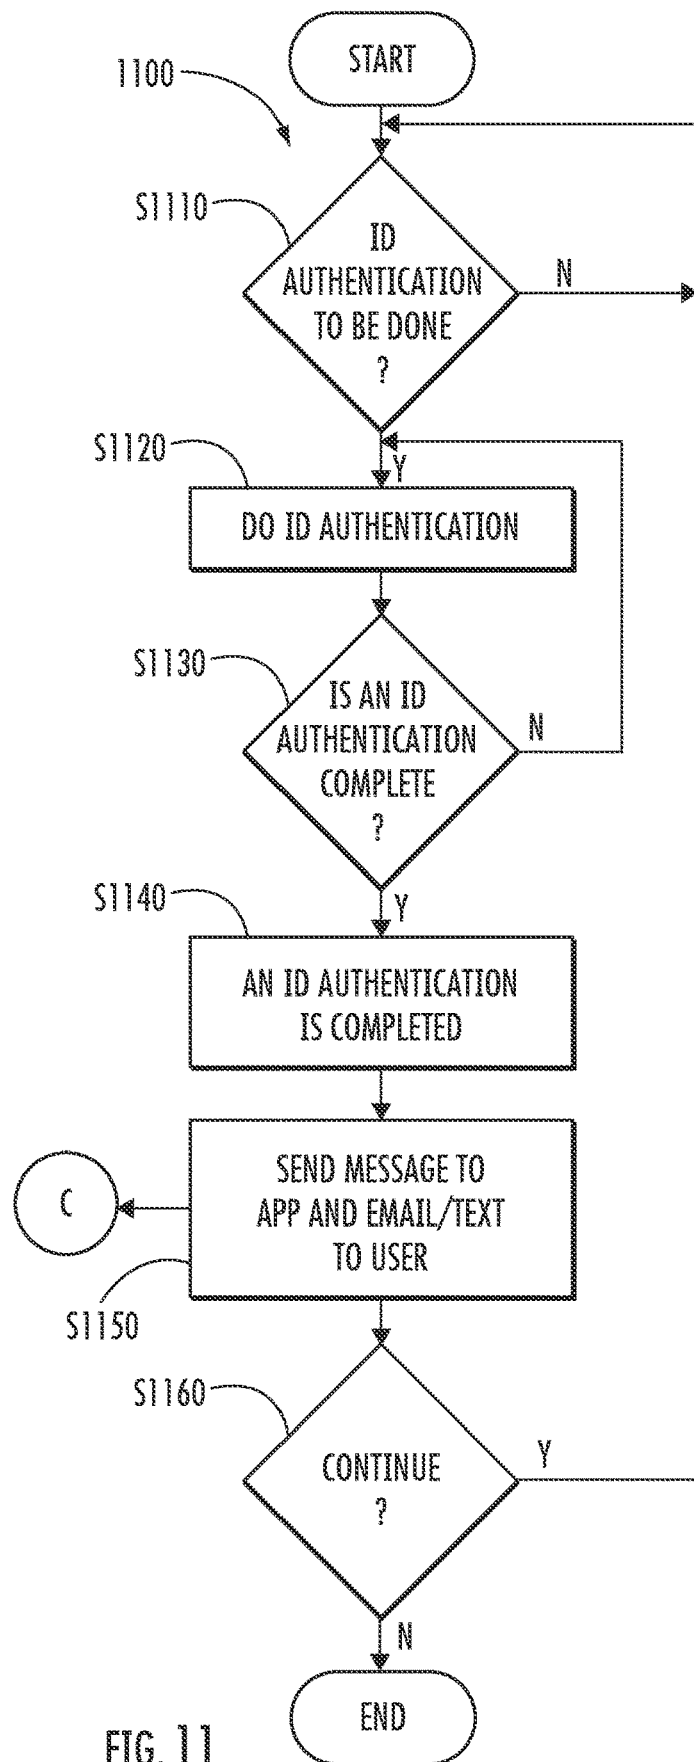 START
1100
S1110
ID
AUTHENTICATION
TO BE DONE
?
N
S1120
Y
DO ID AUTHENTICATION
S1130
IS AN ID
AUTHENTICATION
COMPLETE
?
N
S1140
Y
AN ID AUTHENTICATION
IS COMPLETED
SEND MESSAGE TO
APP AND EMAIL/TEXT
TO USER
C
S1150
S1160
CONTINUE
?
Y
N
END
FIG. 11